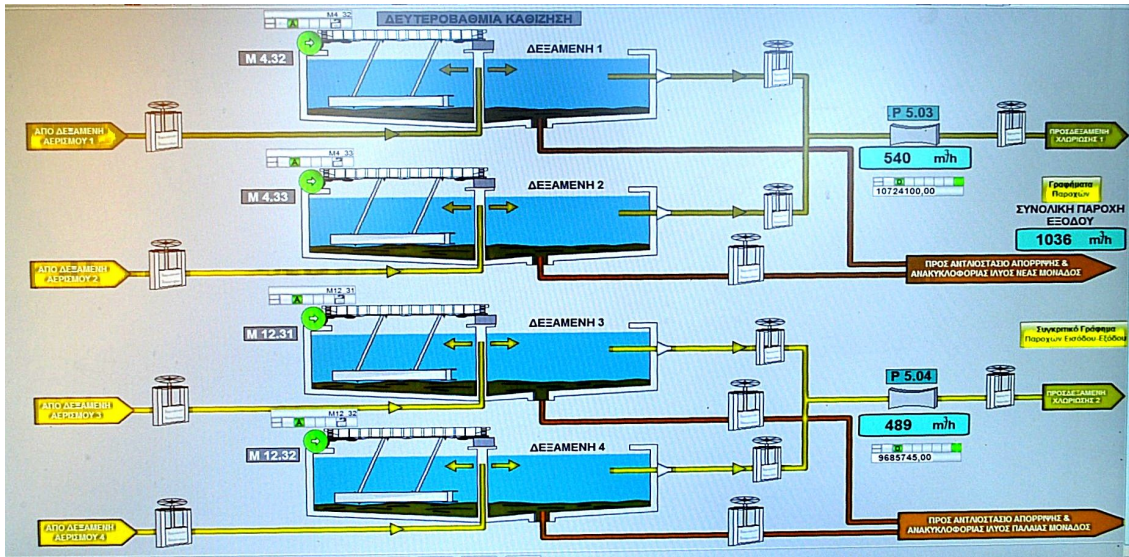 M4_32
A
ΔΕΥΤΕΡΟΒΑΘΜΙΑ ΚΑΘΙΖΗΣΗ
M 4.32
ΔΕΞΑΜΕΝΗ 1
ΑΠΟ ΔΕΞΑΜΕΝΗ
ΑΕΡΙΣΜΟΥ 1
P 5.03
540 m³/h
10724100,00
ΠΡΟΣ ΔΕΞΑΜΕΝΗ
ΧΛΩΡΙΩΣΗΣ 1
M4_33
A
M 4.33
ΔΕΞΑΜΕΝΗ 2
Γραφήματα
Παροχών
ΣΥΝΟΛΙΚΗ ΠΑΡΟΧΗ
ΕΞΟΔΟΥ
1036 m³/h
ΑΠΟ ΔΕΞΑΜΕΝΗ
ΑΕΡΙΣΜΟΥ 2
ΠΡΟΣ ΑΝΤΛΙΟΣΤΑΣΙΟ ΑΠΟΡΡΙΨΗΣ &
ΑΝΑΚΥΚΛΟΦΟΡΙΑΣ ΙΛΥΟΣ ΝΕΑΣ ΜΟΝΑΔΟΣ
M12_31
A
M 12.31
ΔΕΞΑΜΕΝΗ 3
Συγκριτικό Γράφημα
Παροχών Εισόδου-Εξόδου
ΑΠΟ ΔΕΞΑΜΕΝΗ
ΑΕΡΙΣΜΟΥ 3
P 5.04
489 m³/h
9685745,00
ΠΡΟΣ ΔΕΞΑΜΕΝΗ
ΧΛΩΡΙΩΣΗΣ 2
M12_32
A
M 12.32
ΔΕΞΑΜΕΝΗ 4
ΑΠΟ ΔΕΞΑΜΕΝΗ
ΑΕΡΙΣΜΟΥ 4
ΠΡΟΣ ΑΝΤΛΙΟΣΤΑΣΙΟ ΑΠΟΡΡΙΨΗΣ &
ΑΝΑΚΥΚΛΟΦΟΡΙΑΣ ΙΛΥΟΣ ΠΑΛΑΙΑΣ ΜΟΝΑΔΟΣ